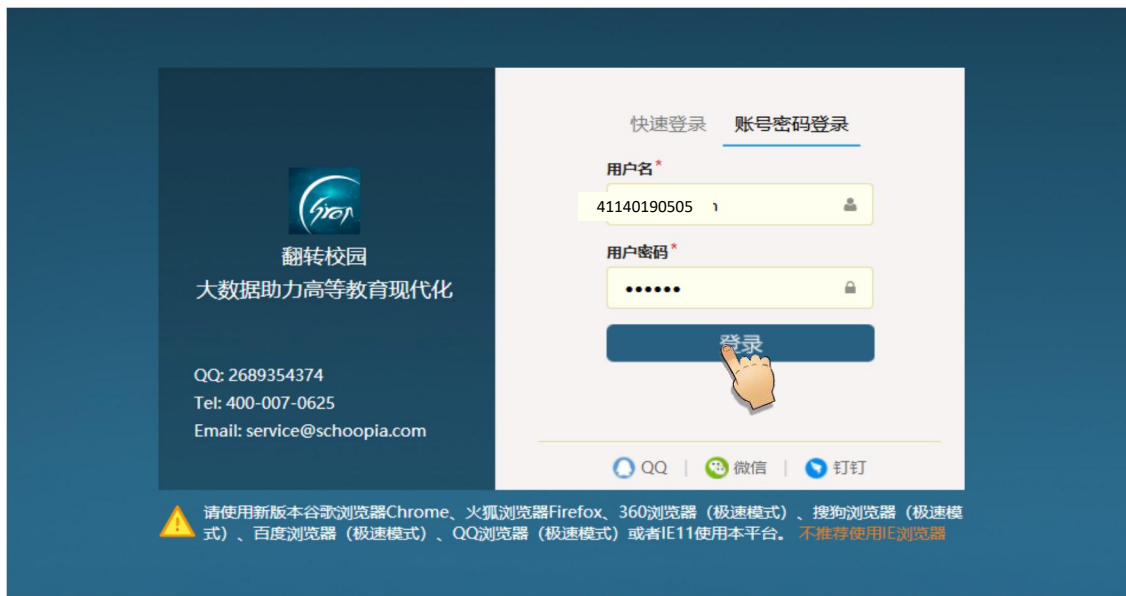 翻转校园
大数据助力高等教育现代化
QQ: 2689354374
Tel: 400-007-0625
Email: service@schoopia.com
快速登录 账号密码登录
用户名*
41140190505
用户密码*
••••••
登录
QQ | 微信 | 钉钉
请使用新版本谷歌浏览器Chrome、火狐浏览器Firefox、360浏览器（极速模式）、搜狗浏览器（极速模
式）、百度浏览器（极速模式）、QQ浏览器（极速模式）或者IE11使用本平台。 不推荐使用IE浏览器